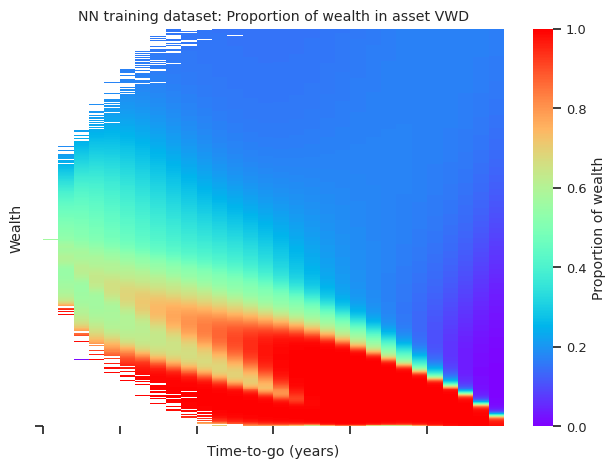 NN training dataset: Proportion of wealth in asset VWD
Wealth
Time-to-go (years)
1.0
0.8
0.6
0.4
0.2
0.0
Proportion of wealth